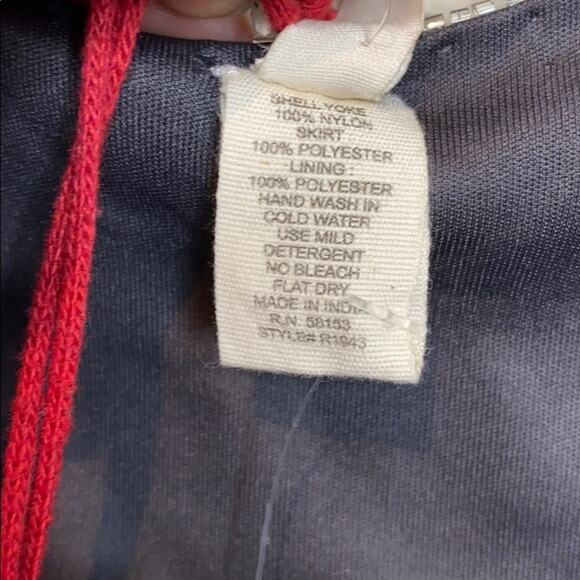 SHELL YOKE
100% NYLON
SKIRT
100% POLYESTER
LINING :
100% POLYESTER
HAND WASH IN
COLD WATER
USE MILD
DETERGENT
NO BLEACH
FLAT DRY
MADE IN INDIA
R.N. 58153
STYLE# R1943